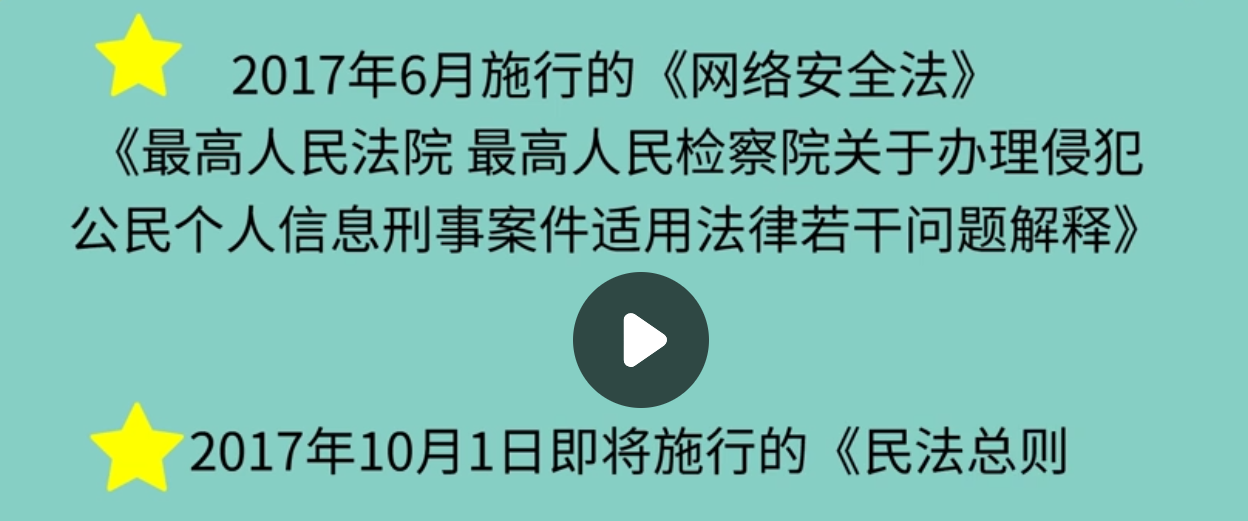 2017年6月施行的《网络安全法》
《最高人民法院 最高人民检察院关于办理侵犯
公民个人信息刑事案件适用法律若干问题解释》
2017年10月1日即将施行的《民法总则